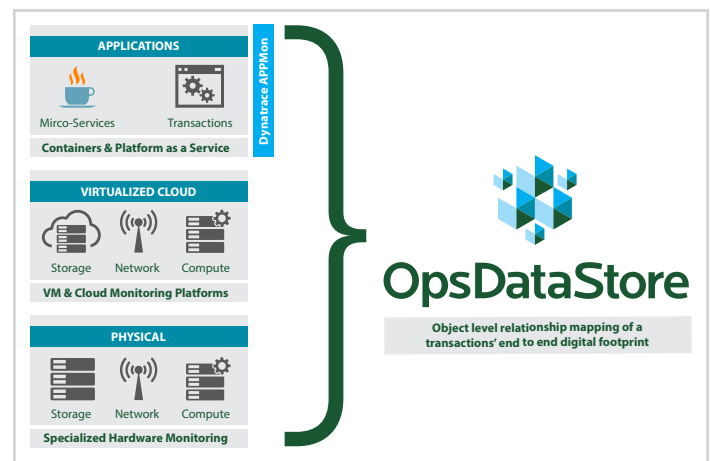 APPLICATIONS
Mirco-Services
Transactions
Containers & Platform as a Service
Dynatrace APPMon
VIRTUALIZED CLOUD
Storage
Network
Compute
VM & Cloud Monitoring Platforms
PHYSICAL
Storage
Network
Compute
Specialized Hardware Monitoring
OpsDataStore
Object level relationship mapping of a
transactions’ end to end digital footprint